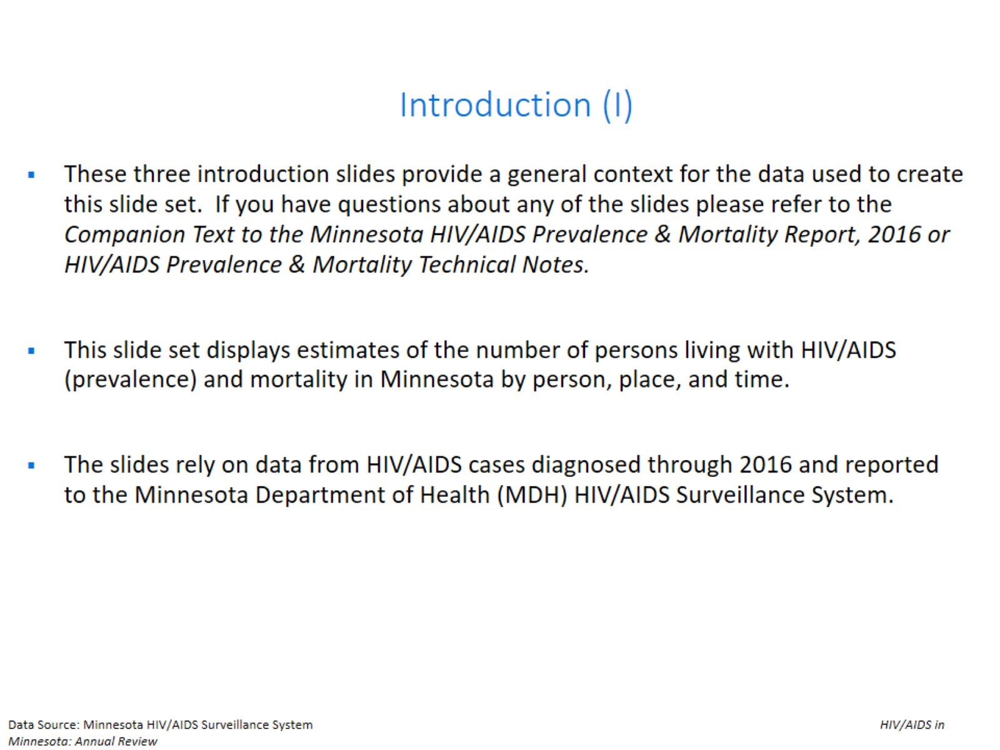 Introduction (I)
▪ These three introduction slides provide a general context for the data used to create
this slide set.  If you have questions about any of the slides please refer to the
Companion Text to the Minnesota HIV/AIDS Prevalence & Mortality Report, 2016 or
HIV/AIDS Prevalence & Mortality Technical Notes.
▪ This slide set displays estimates of the number of persons living with HIV/AIDS
(prevalence) and mortality in Minnesota by person, place, and time.
▪ The slides rely on data from HIV/AIDS cases diagnosed through 2016 and reported
to the Minnesota Department of Health (MDH) HIV/AIDS Surveillance System.
Data Source: Minnesota HIV/AIDS Surveillance System HIV/AIDS in
Minnesota: Annual Review